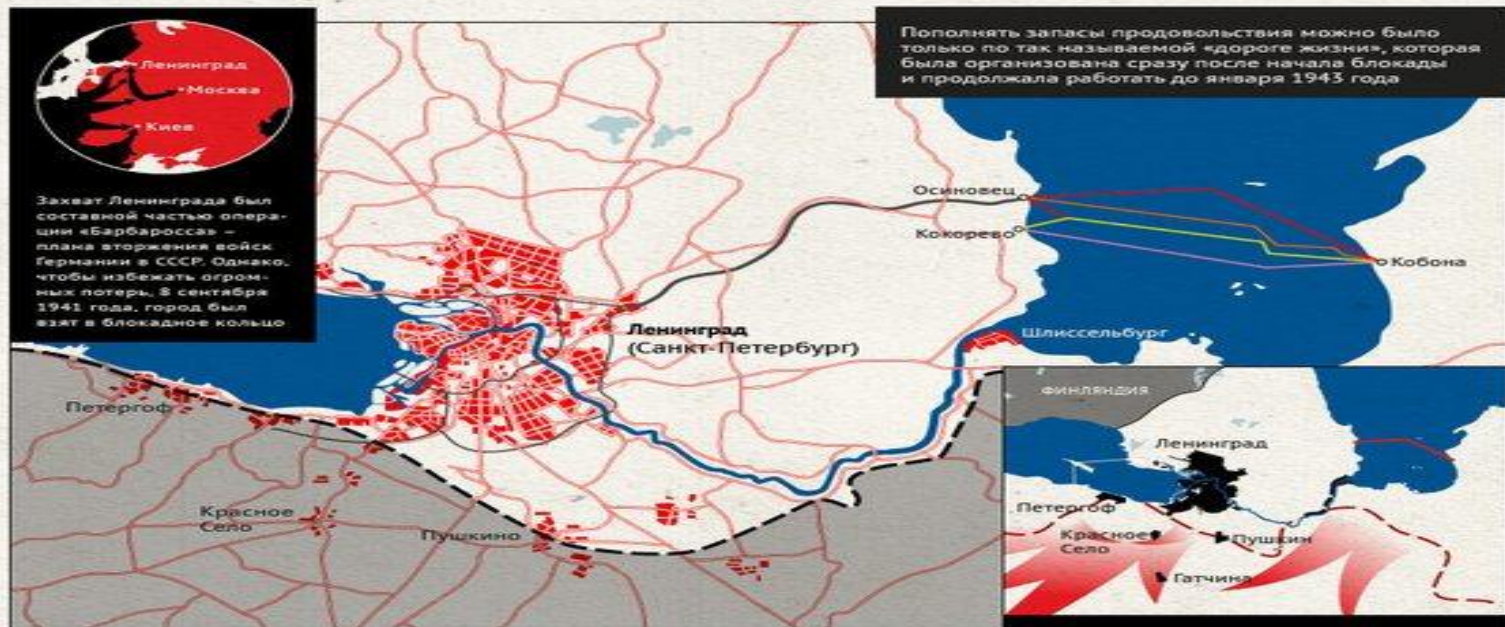 Ленинград
Москва
Киев
Захват Ленинграда был
составной частью опера-
ции «Барбаросса» –
плана вторжения войск
Германии в СССР. Однако,
чтобы избежать огром-
ных потерь, 8 сентября
1941 года, город был
взят в блокадное кольцо
Пополнять запасы продовольствия можно было
только по так называемой «дороге жизни», которая
была организована сразу после начала блокады
и продолжала работать до января 1943 года
Осиновец
Кокорево
Кобона
Ленинград
(Санкт-Петербург)
Шлиссельбург
Петергоф
Красное
Село
Пушкино
ФИНЛЯНДИЯ
Ленинград
Петергоф
Красное
Село
Пушкин
Гатчина